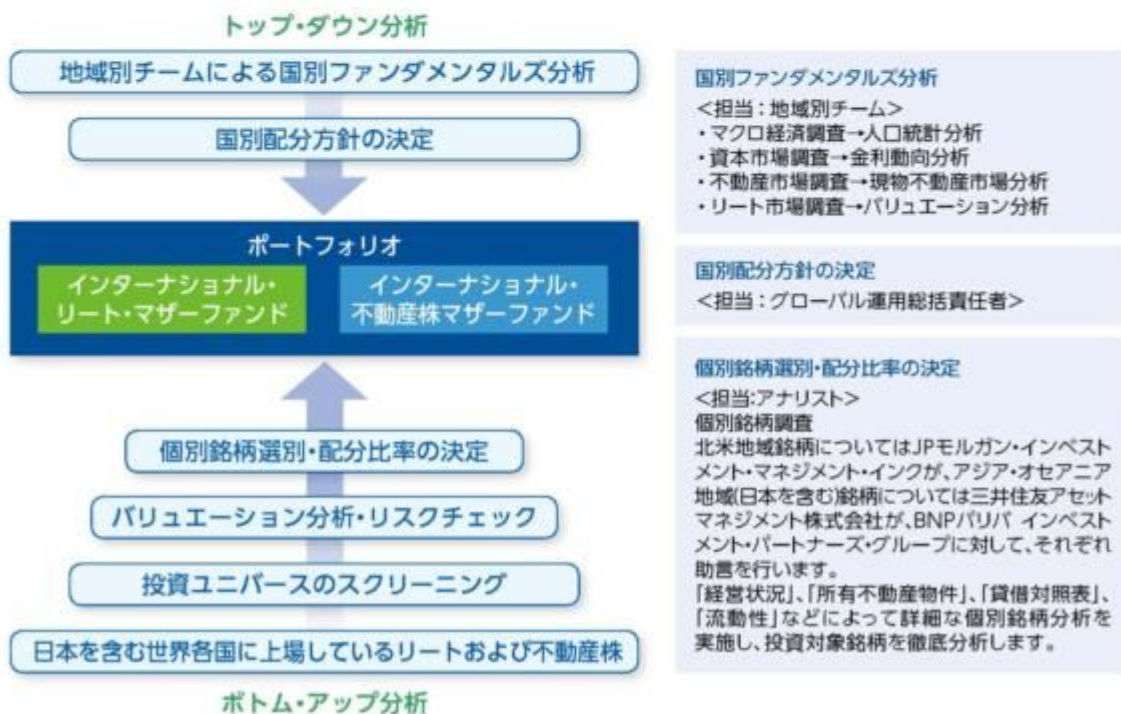 トップ・ダウン分析
地域別チームによる国別ファンダメンタルズ分析
国別配分方針の決定
ポートフォリオ
インターナショナル・
リート・マザーファンド
インターナショナル・
不動産株マザーファンド
個別銘柄選別・配分比率の決定
バリュエーション分析・リスクチェック
投資ユニバースのスクリーニング
日本を含む世界各国に上場しているリートおよび不動産株
ボトム・アップ分析
国別ファンダメンタルズ分析
<担当：地域別チーム>
・マクロ経済調査→人口統計分析
・資本市場調査→金利動向分析
・不動産市場調査→現物不動産市場分析
・リート市場調査→バリュエーション分析
国別配分方針の決定
<担当：グローバル運用総括責任者>
個別銘柄選別・配分比率の決定
<担当:アナリスト>
個別銘柄調査
北米地域銘柄についてはJPモルガン・インベスト
メント・マネジメント・インクが、アジア・オセアニア
地域(日本を含む)銘柄については三井住友アセット
マネジメント株式会社が、BNPパリバ インベスト
メント・パートナーズ・グループに対して、それぞれ
助言を行います。
「経営状況」、「所有不動産物件」、「貸借対照表」、
「流動性」などによって詳細な個別銘柄分析を
実施し、投資対象銘柄を徹底分析します。